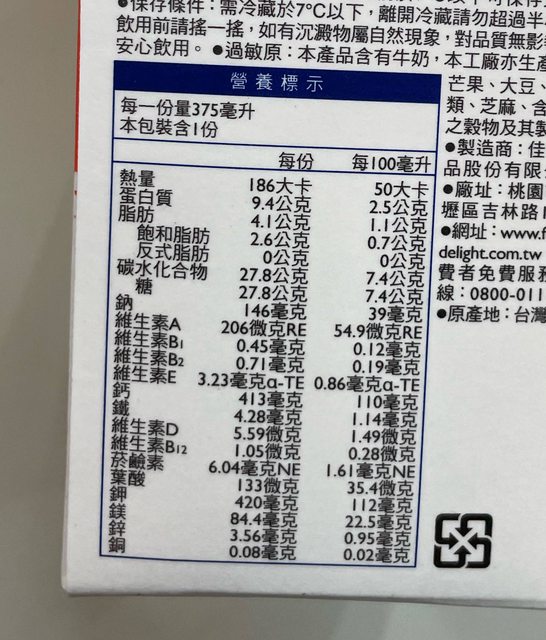 ●保存條件：需冷藏於7°C以下，離開冷藏請勿超過半
飲用前請搖一搖，如有沉澱物屬自然現象，對品質無影
安心飲用。●過敏原：本產品含有牛奶，本工廠亦生產
芒果、大豆、
類、芝麻、含
之穀物及其製
●製造商：佳
品股份有限
●廠址：桃園
壢區吉林路1
●網址：www.f
delight.com.tw
費者免費服務
線：0800-011
●原產地：台灣
營養標示
每一份量375毫升
本包裝含1份
每份 每100毫升
熱量 186大卡 50大卡
蛋白質 9.4公克 2.5公克
脂肪 4.1公克 1.1公克
飽和脂肪 2.6公克 0.7公克
反式脂肪 0公克 0公克
碳水化合物 27.8公克 7.4公克
糖 27.8公克 7.4公克
鈉 146毫克 39毫克
維生素A 206微克RE 54.9微克RE
維生素B1 0.45毫克 0.12毫克
維生素B2 0.71毫克 0.19毫克
維生素E 3.23毫克α-TE 0.86毫克α-TE
鈣 413毫克 110毫克
鐵 4.28毫克 1.14毫克
維生素D 5.59微克 1.49微克
維生素B12 1.05微克 0.28微克
菸鹼素 6.04毫克NE 1.61毫克NE
葉酸 133微克 35.4微克
鉀 420毫克 112毫克
鎂 84.4毫克 22.5毫克
鋅 3.56毫克 0.95毫克
銅 0.08毫克 0.02毫克